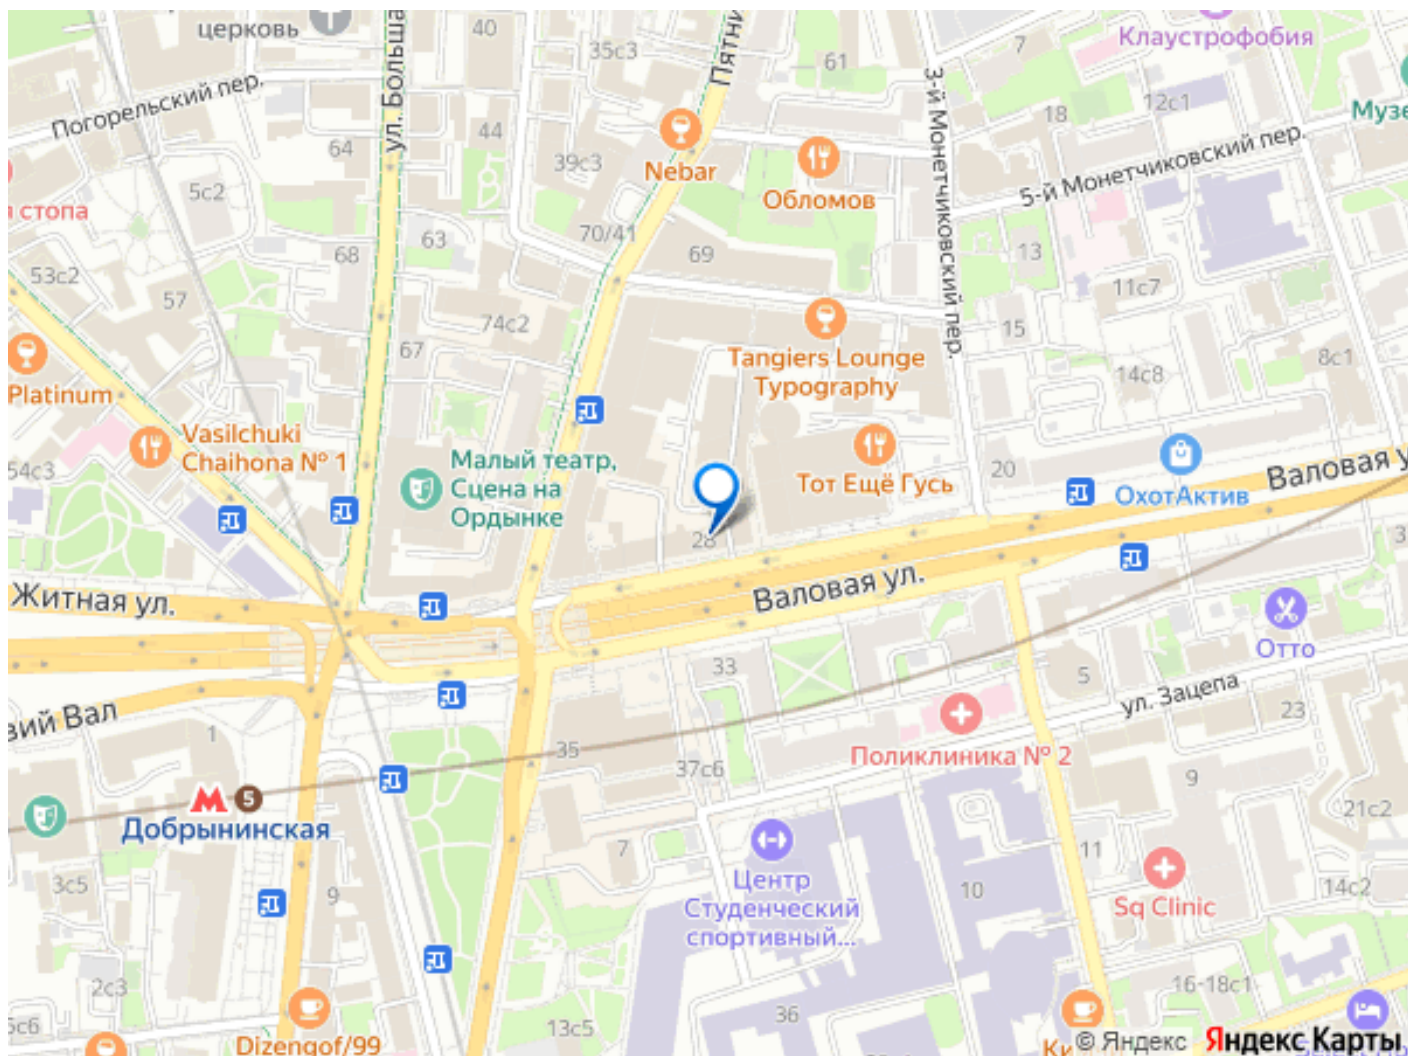 церковь
40
35с3
Пятни
61
7
Клаустрофобия
Погорельский пер.
ул. Больша
44
64
39с3
Nebar
Обломов
3-й Монетчиковский пер.
18
12с1
Музе
5-й Монетчиковский пер.
5с2
я стопа
63
70/41
69
68
13
53с2
57
11с7
74с2
67
15
Tangiers Lounge
Typography
14с8
8с1
Platinum
Vasilchuki
Chaihona № 1
54с3
Малый театр,
Сцена на
Ордынке
Тот Ещё Гусь
20
ОхотАктив
Валовая у
28
Житная ул.
Валовая ул.
33
5
Отто
ул. Зацепа
23
вий Вал
1
35
37с6
Поликлиника № 2
9
21с2
5
Добрынинская
7
11
3с5
9
Центр
Студенческий
спортивный...
10
14с2
Sq Clinic
2с3
16-18с1
5с6
13с5
36
Dizengof/99
© Яндекс Яндекс Карты